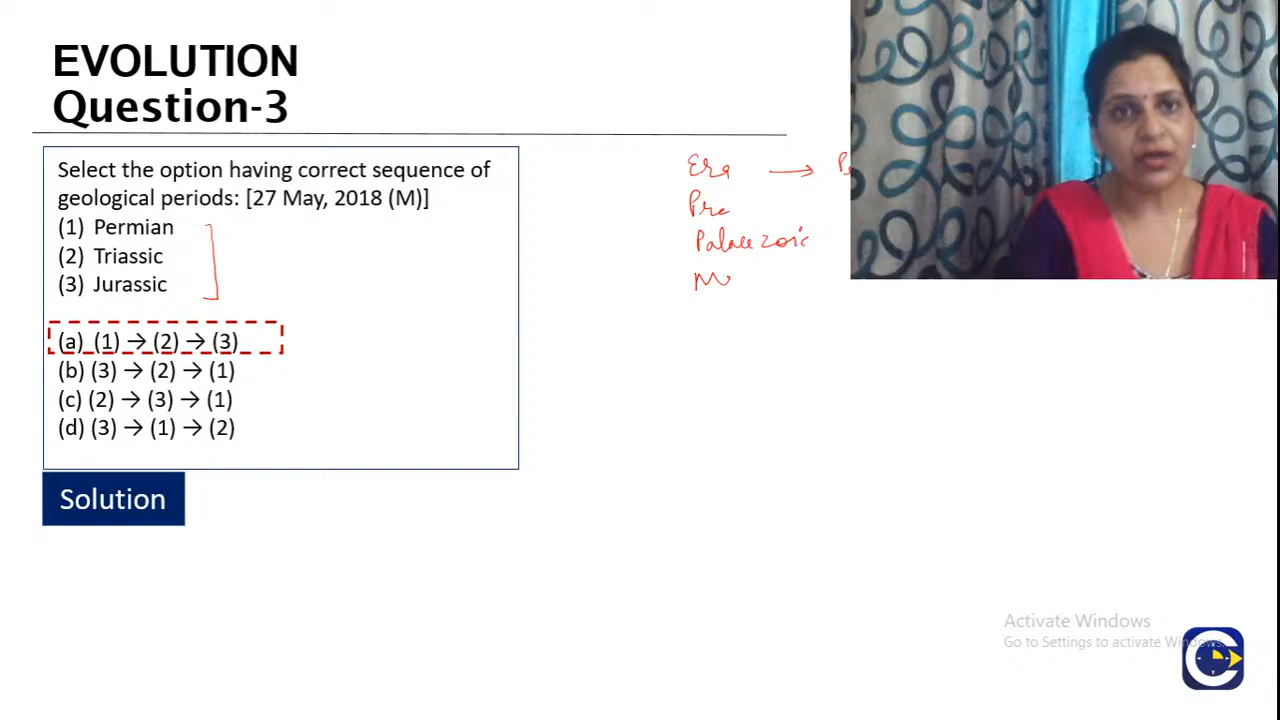 EVOLUTION
Question-3
Select the option having correct sequence of
geological periods: [27 May, 2018 (M)]
(1) Permian
(2) Triassic
(3) Jurassic
(a) (1) → (2) → (3)
(b) (3) → (2) → (1)
(c) (2) → (3) → (1)
(d) (3) → (1) → (2)
Solution
Era →
Pre
Palaeozoic
Activate Windows
Go to Settings to activate Windows.